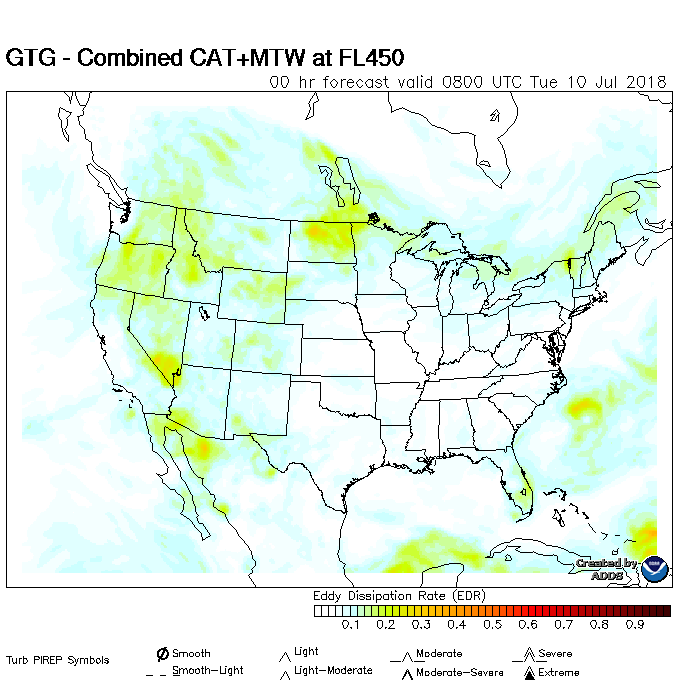 GTG - Combined CAT+MTW at FL450
00 hr forecast valid 0800 UTC Tue 10 Jul 2018
Created by
ADDS
Eddy Dissipation Rate (EDR)
0.1 0.2 0.3 0.4 0.5 0.6 0.7 0.8 0.9
Turb PIREP Symbols
Smooth Light Moderate Severe
Smooth-Light Light-Moderate Moderate-Severe Extreme